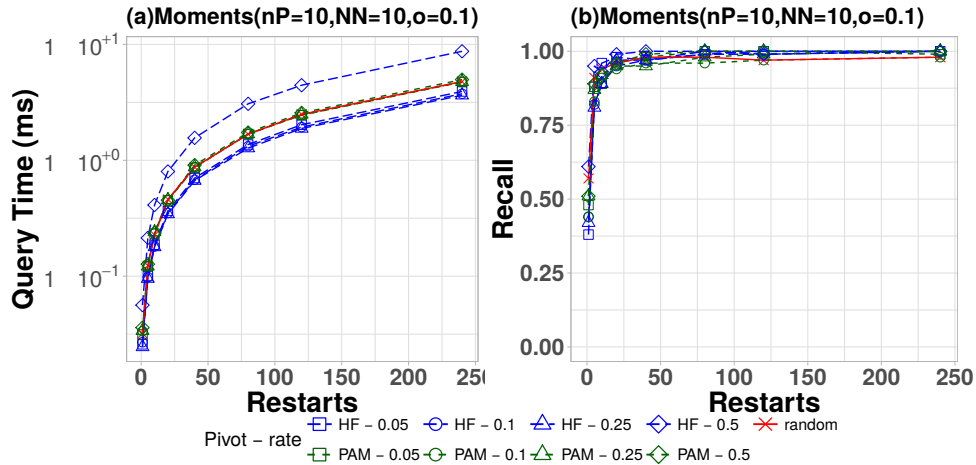 (a)Moments(nP=10,NN=10,o=0.1)
(b)Moments(nP=10,NN=10,o=0.1)
Query Time (ms)
1 10⁺¹
1 10⁺⁰
1 10⁻¹
0 50 100 150 200 250
Restarts
Recall
1.00
0.75
0.50
0.25
0.00
0 50 100 150 200 250
Restarts
Pivot − rate
HF − 0.05 HF − 0.1 HF − 0.25 HF − 0.5 random
PAM − 0.05 PAM − 0.1 PAM − 0.25 PAM − 0.5